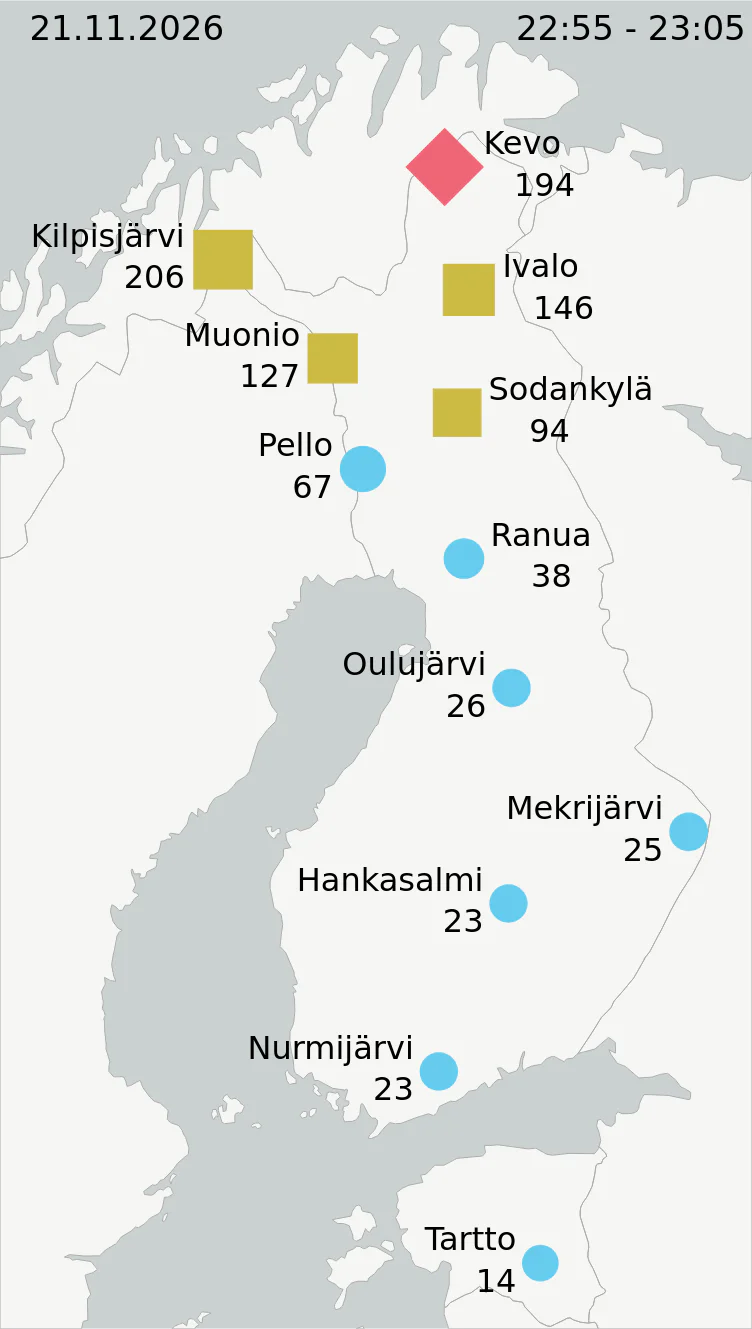 21.11.2026 22:55 - 23:05
Kevo
194
Kilpisjärvi
206
Ivalo
146
Muonio
127
Sodankylä
94
Pello
67
Ranua
38
Oulujärvi
26
Mekrijärvi
25
Hankasalmi
23
Nurmijärvi
23
Tartto
14